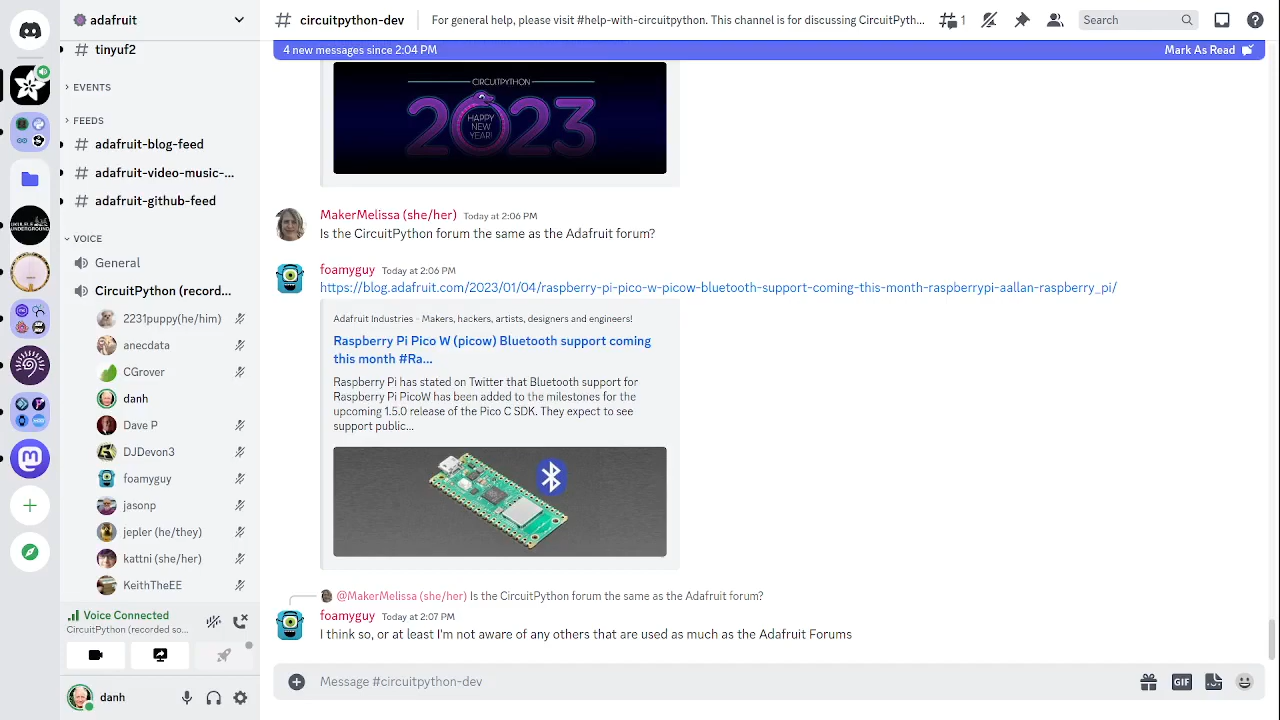 adafruit
# circuitpython-dev
For general help, please visit #help-with-circuitpython. This channel is for discussing CircuitPyth...
1
Search
4 new messages since 2:04 PM
Mark As Read
# tinyuf2
EVENTS
FEEDS
# adafruit-blog-feed
# adafruit-video-music-...
# adafruit-github-feed
VOICE
General
CircuitPython (record...
2231puppy(he/him)
anecdata
CGrover
danh
Dave P
DJDevon3
foamyguy
jasonp
jepler (he/they)
kattni (she/her)
KeithTheEE
Voice Connected
CircuitPython (recorded so...
danh
CIRCUITPYTHON
2023
HAPPY
NEW
YEAR!
MakerMelissa (she/her) Today at 2:06 PM
Is the CircuitPython forum the same as the Adafruit forum?
foamyguy Today at 2:06 PM
https://blog.adafruit.com/2023/01/04/raspberry-pi-pico-w-picow-bluetooth-support-coming-this-month-raspberrypi-aallan-raspberry_pi/
Adafruit Industries - Makers, hackers, artists, designers and engineers!
Raspberry Pi Pico W (picow) Bluetooth support coming
this month #Ra...
Raspberry Pi has stated on Twitter that Bluetooth support for
Raspberry Pi PicoW has been added to the milestones for the
upcoming 1.5.0 release of the Pico C SDK. They expect to see
support public...
@MakerMelissa (she/her) Is the CircuitPython forum the same as the Adafruit forum?
foamyguy Today at 2:07 PM
I think so, or at least I'm not aware of any others that are used as much as the Adafruit Forums
Message #circuitpython-dev
GIF